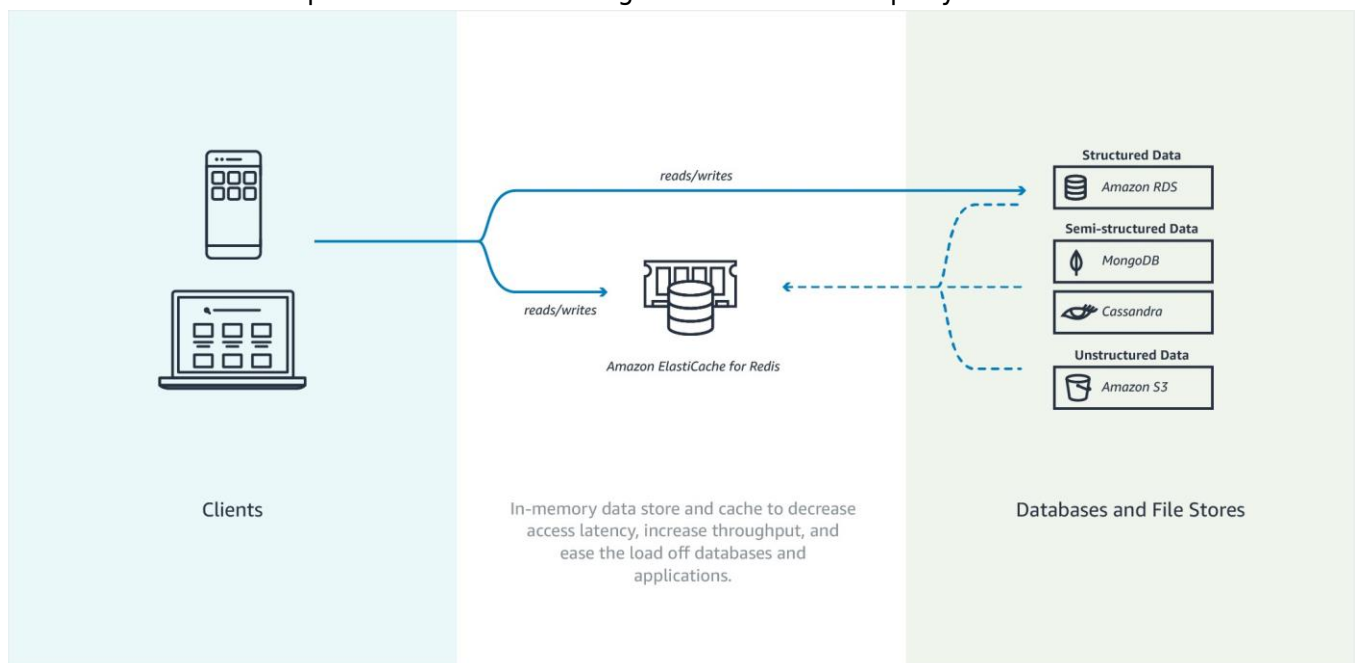 reads/writes
Structured Data
Amazon RDS
Semi-structured Data
MongoDB
reads/writes
Cassandra
Amazon ElastiCache for Redis
Unstructured Data
Amazon S3
Clients
In-memory data store and cache to decrease
access latency, increase throughput, and
ease the load off databases and
applications.
Databases and File Stores